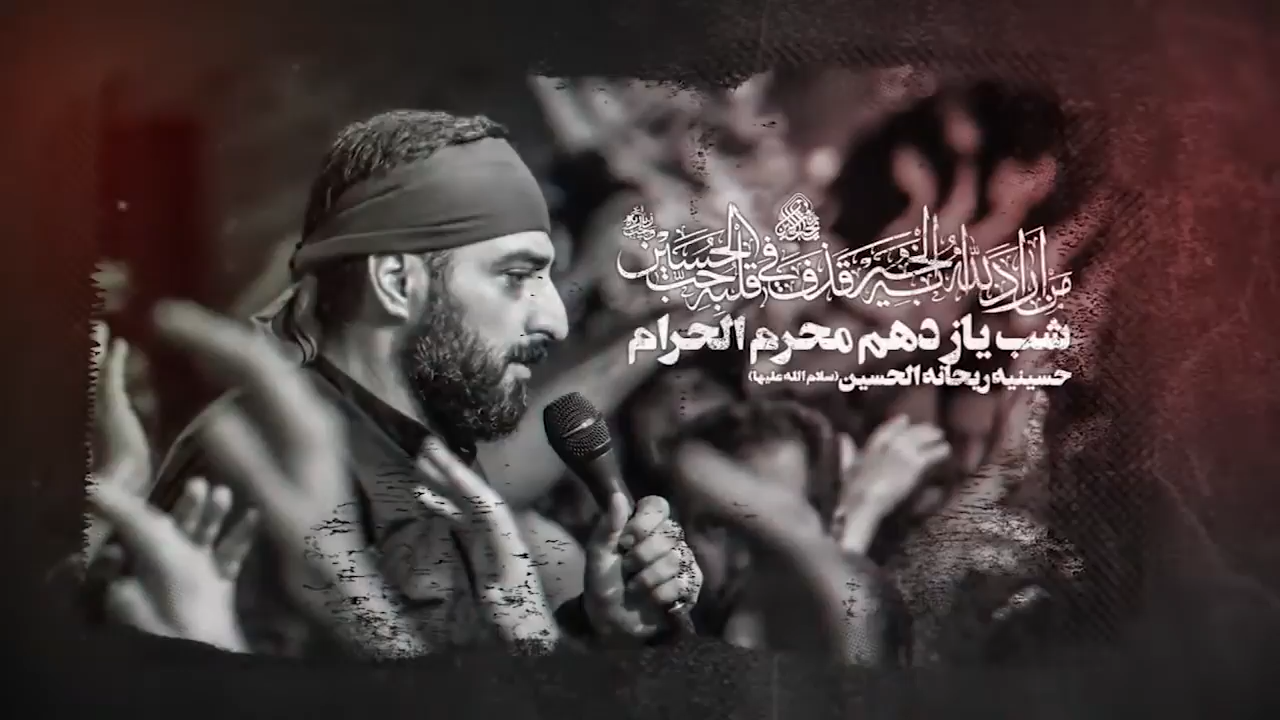 من اراد الله به الخیر قذف فی قلبه حب الحسین
شب یازدهم محرم الحرام
حسینیه ریحانه الحسین (سلام الله علیها)